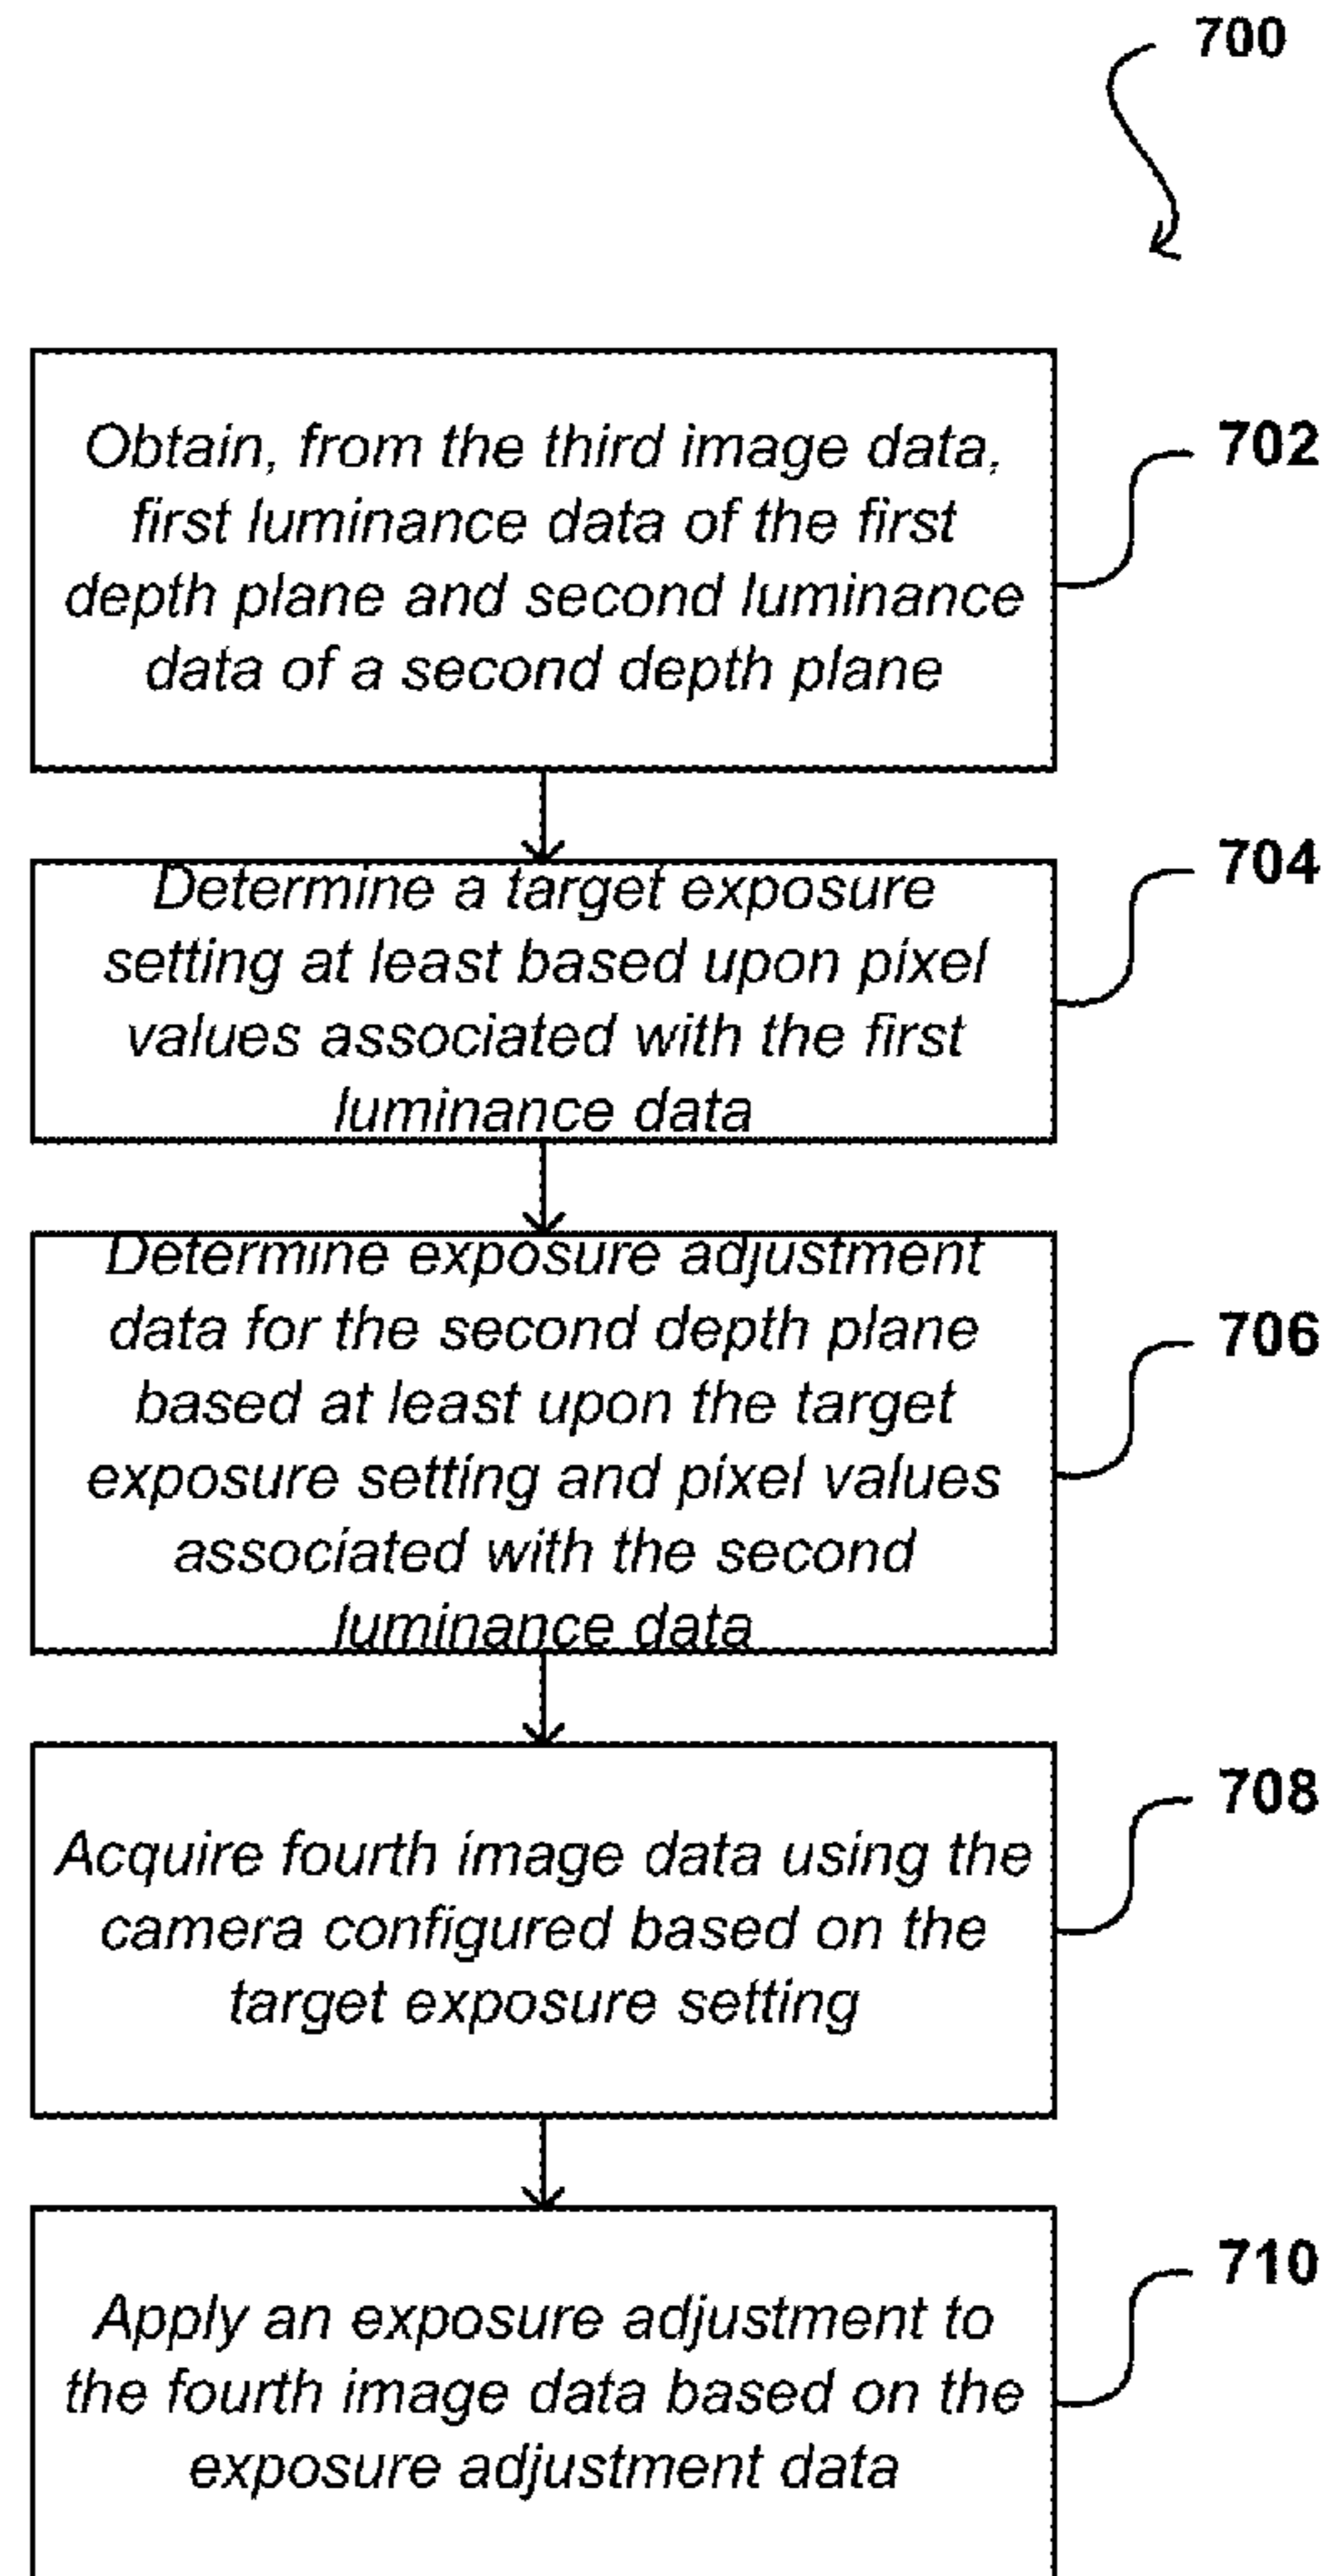 700
Obtain, from the third image data,
first luminance data of the first
depth plane and second luminance
data of a second depth plane
702
Determine a target exposure
setting at least based upon pixel
values associated with the first
luminance data
704
Determine exposure adjustment
data for the second depth plane
based at least upon the target
exposure setting and pixel values
associated with the second
luminance data
706
Acquire fourth image data using the
camera configured based on the
target exposure setting
708
Apply an exposure adjustment to
the fourth image data based on the
exposure adjustment data
710